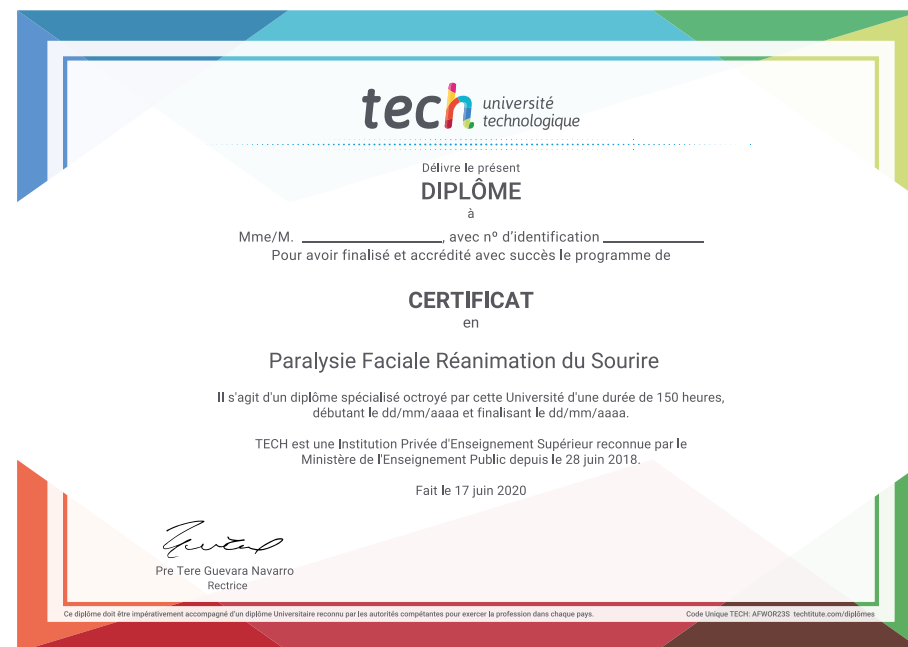 tech université
technologique
Délivre le présent
DIPLÔME
à
Mme/M. ____________________, avec nº d'identification ______________
Pour avoir finalisé et accrédité avec succès le programme de
CERTIFICAT
en
Paralysie Faciale Réanimation du Sourire
Il s'agit d'un diplôme spécialisé octroyé par cette Université d'une durée de 150 heures,
débutant le dd/mm/aaaa et finalisant le dd/mm/aaaa.
TECH est une Institution Privée d'Enseignement Supérieur reconnue par le
Ministère de l'Enseignement Public depuis le 28 juin 2018.
Fait le 17 juin 2020
Pre Tere Guevara Navarro
Rectrice
Ce diplôme doit être impérativement accompagné d'un diplôme Universitaire reconnu par les autorités compétantes pour exercer la profession dans chaque pays.
Code Unique TECH: AFWOR23S techtitute.com/diplômes